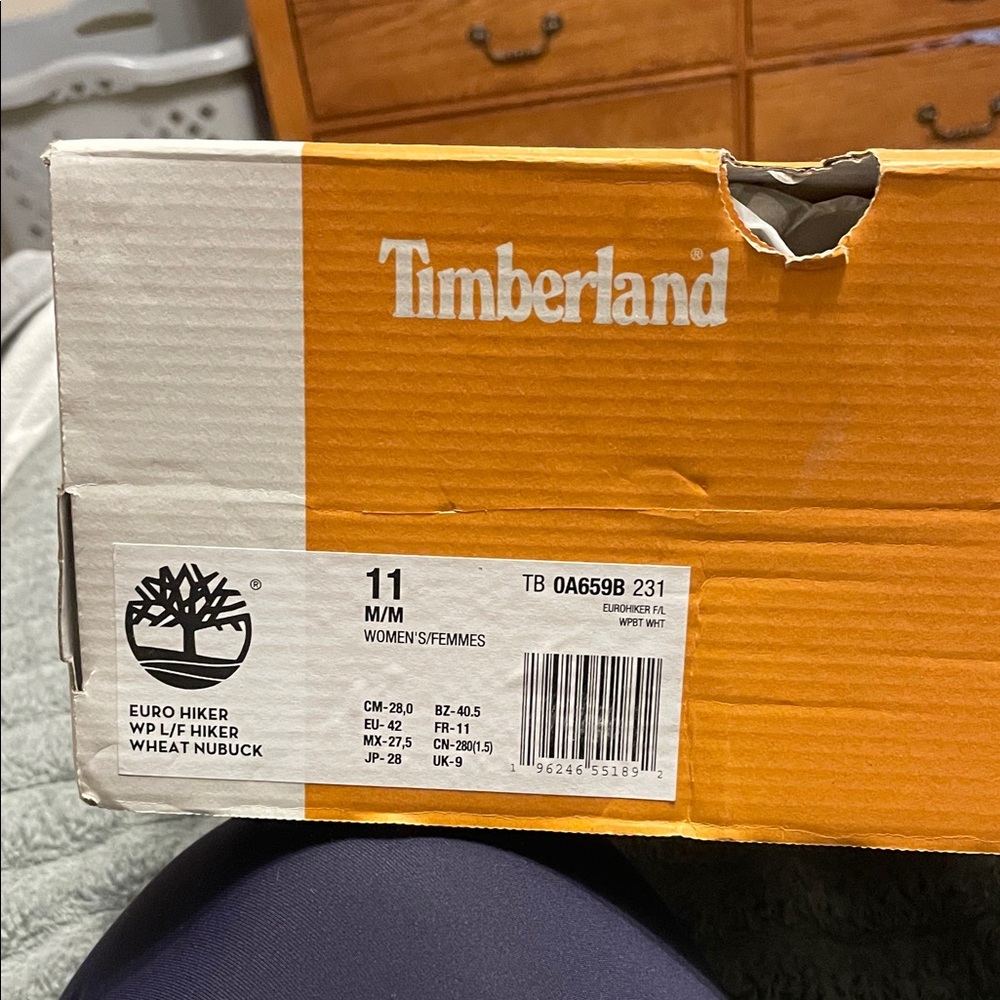 Timberland®
®
EURO HIKER
WP L/F HIKER
WHEAT NUBUCK
11
M/M
WOMEN'S/FEMMES
CM-28,0 BZ-40.5
EU- 42 FR-11
MX-27,5 CN-280(1.5)
JP- 28 UK-9
TB 0A659B 231
EUROHIKER F/L
WPBT WHT
1 96246 55189 2